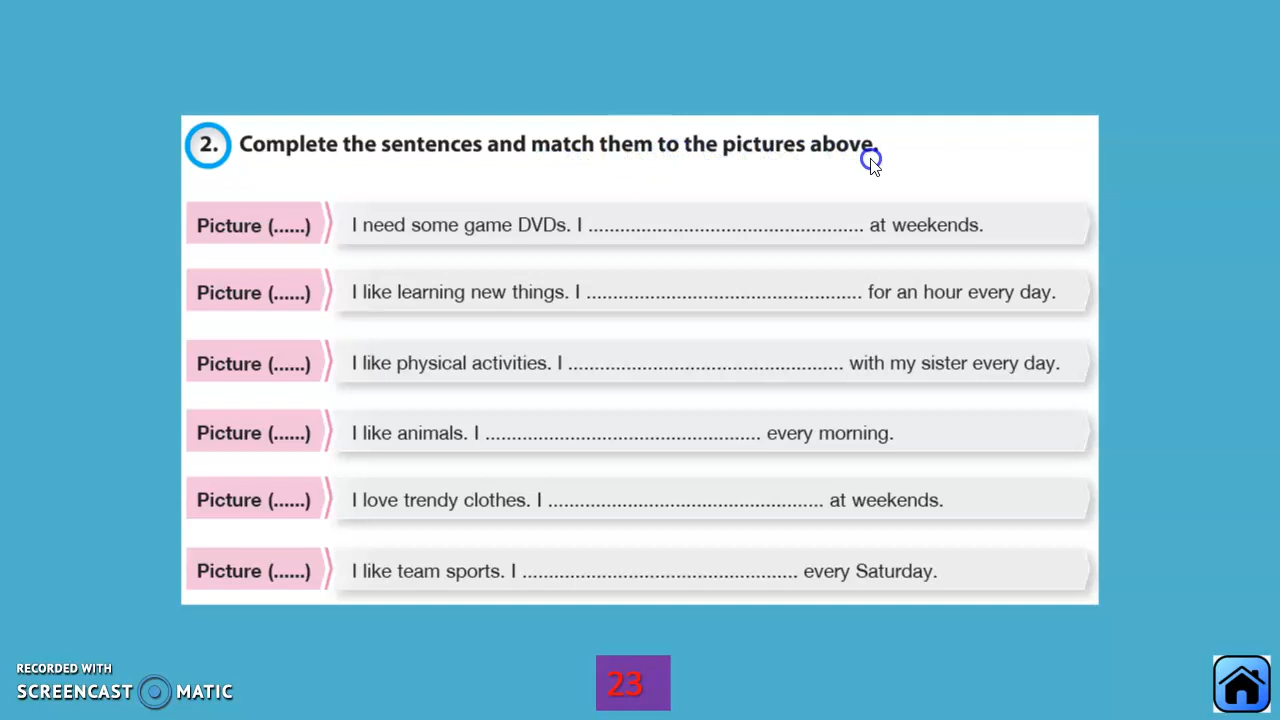 2. Complete the sentences and match them to the pictures above.
Picture (......) I need some game DVDs. I .............................................. at weekends.
Picture (......) I like learning new things. I .............................................. for an hour every day.
Picture (......) I like physical activities. I .............................................. with my sister every day.
Picture (......) I like animals. I .............................................. every morning.
Picture (......) I love trendy clothes. I .............................................. at weekends.
Picture (......) I like team sports. I .............................................. every Saturday.
RECORDED WITH
SCREENCAST MATIC
23